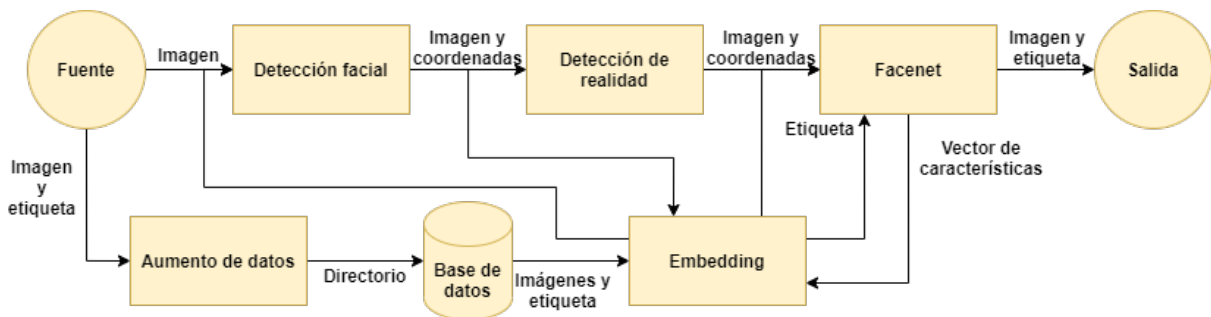 Fuente
Imagen
Detección facial
Imagen y
coordenadas
Detección de
realidad
Imagen y
coordenadas
Facenet
Imagen y
etiqueta
Salida
Etiqueta
Vector de
característícas
Imagen
y
etiqueta
Aumento de datos
Directorio
Base de
datos
Imágenes y
etiqueta
Embedding